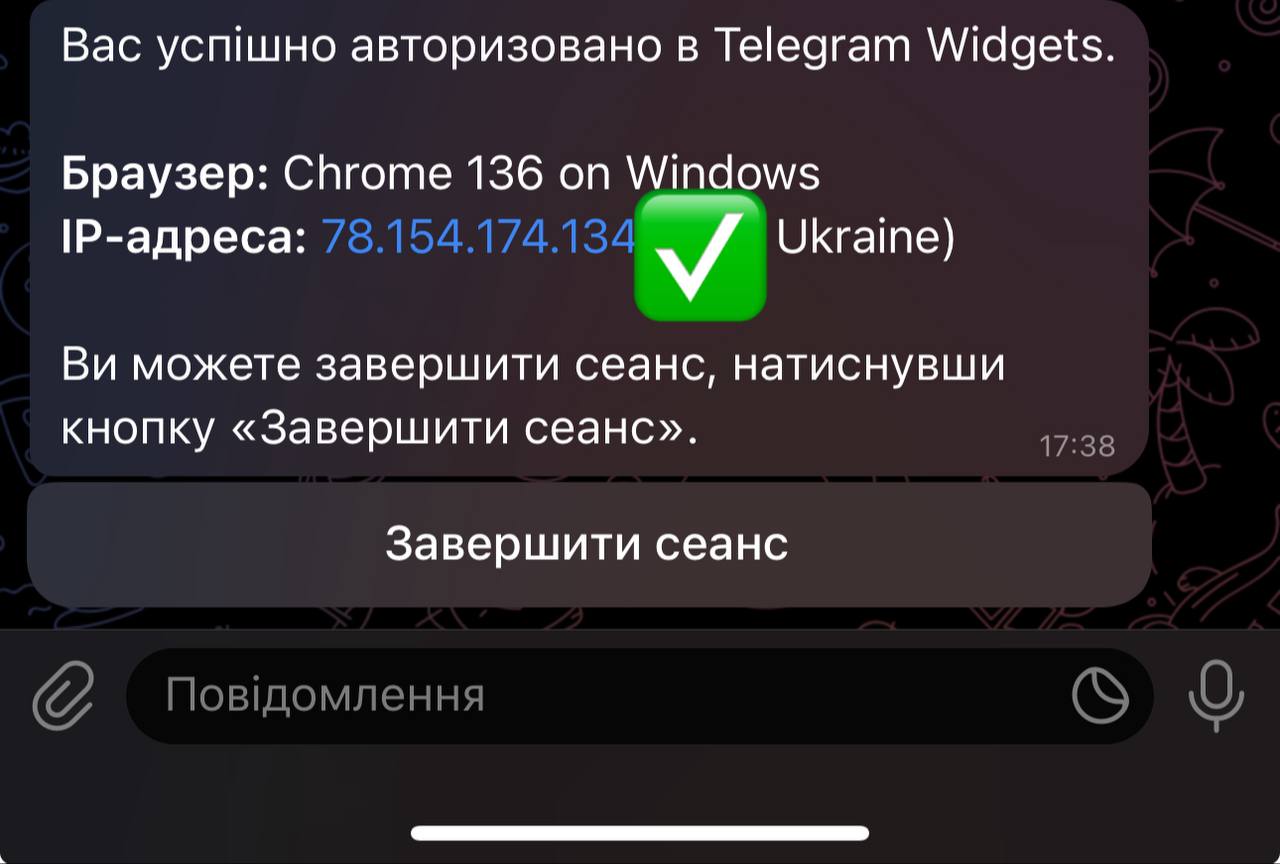 Вас успішно авторизовано в Telegram Widgets.
Браузер: Chrome 136 on Windows
IP-адреса: 78.154.174.134 Ukraine)
Ви можете завершити сеанс, натиснувши
кнопку «Завершити сеанс».
17:38
Завершити сеанс
Повідомлення